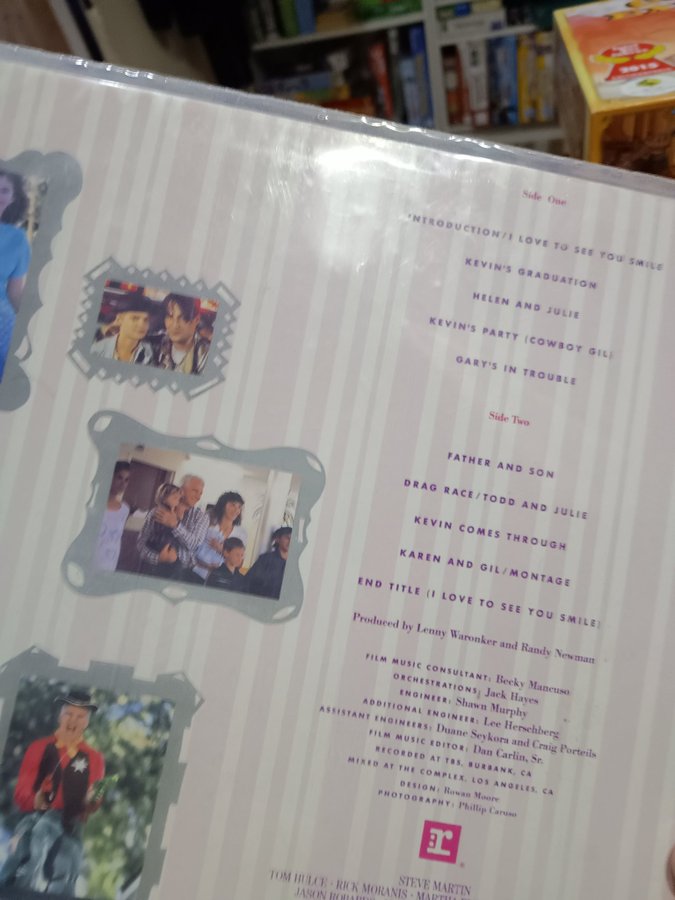 2015
Side One
INTRODUCTION/I LOVE TO SEE YOU SMILE
KEVIN'S GRADUATION
HELEN AND JULIE
KEVIN'S PARTY (COWBOY GIL)
GARY'S IN TROUBLE
Side Two
FATHER AND SON
DRAG RACE/TODD AND JULIE
KEVIN COMES THROUGH
KAREN AND GIL/MONTAGE
END TITLE (I LOVE TO SEE YOU SMILE)
Produced by Lenny Waronker and Randy Newman
FILM MUSIC CONSULTANT: Becky Mancuso
ORCHESTRATIONS: Jack Hayes
ENGINEER: Shawn Murphy
ADDITIONAL ENGINEER: Lee Herschberg
ASSISTANT ENGINEERS: Duane Seykora and Craig Porteils
FILM MUSIC EDITOR: Dan Carlin, Sr.
RECORDED AT TBS, BURBANK, CA
MIXED AT THE COMPLEX, LOS ANGELES, CA
DESIGN: Rowan Moore
PHOTOGRAPHY: Phillip Caruso
r
STEVE MARTIN
TOM HULCE · RICK MORANIS · MARTHA
JASON